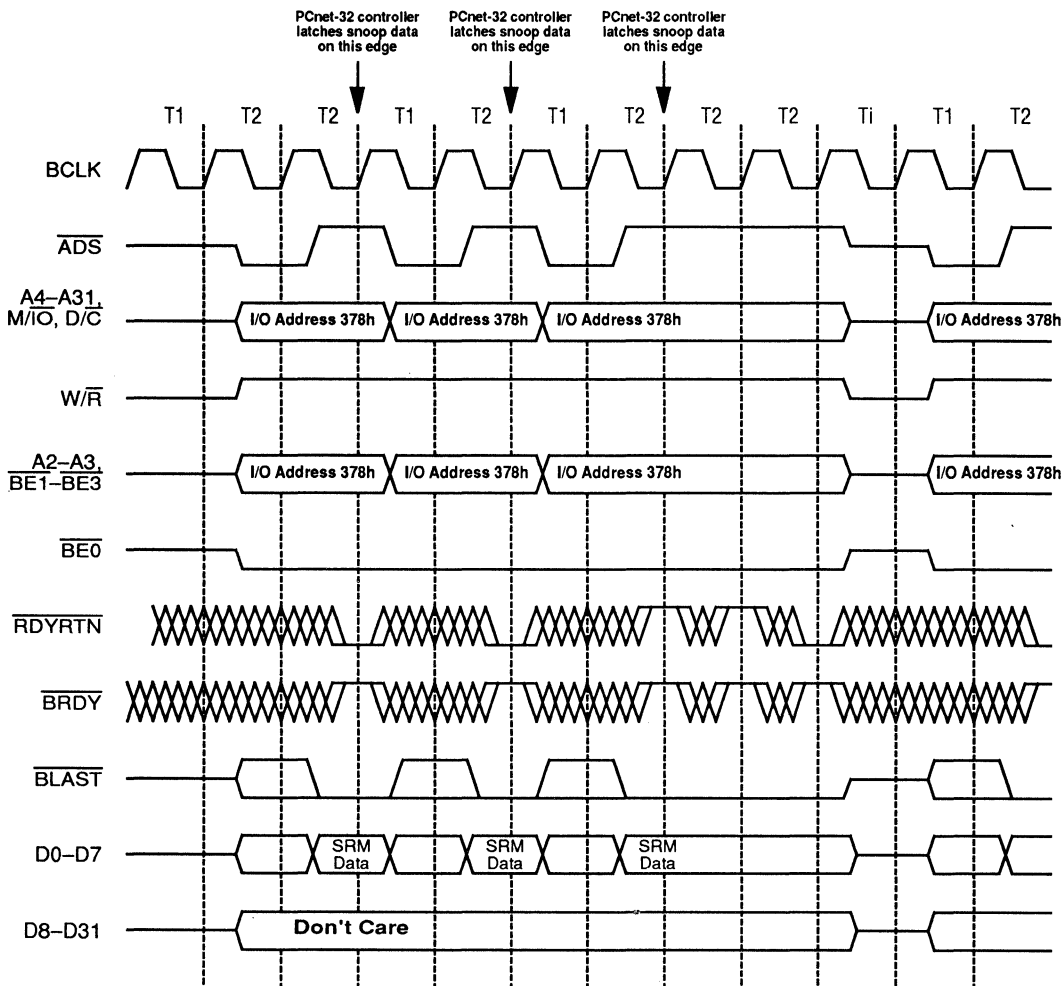 PCnet-32 controller
latches snoop data
on this edge
PCnet-32 controller
latches snoop data
on this edge
PCnet-32 controller
latches snoop data
on this edge
T1 T2 T2 T1 T2 T1 T2 T2 T2 Ti T1 T2
BCLK
ADS
A4–A31,
M/IO, D/C
I/O Address 378h I/O Address 378h I/O Address 378h I/O Address 378h
W/R
A2–A3,
BE1–BE3
I/O Address 378h I/O Address 378h I/O Address 378h I/O Address 378h
BE0
RDYRTN
BRDY
BLAST
D0–D7
SRM
Data
SRM
Data
SRM
Data
D8–D31
Don't Care